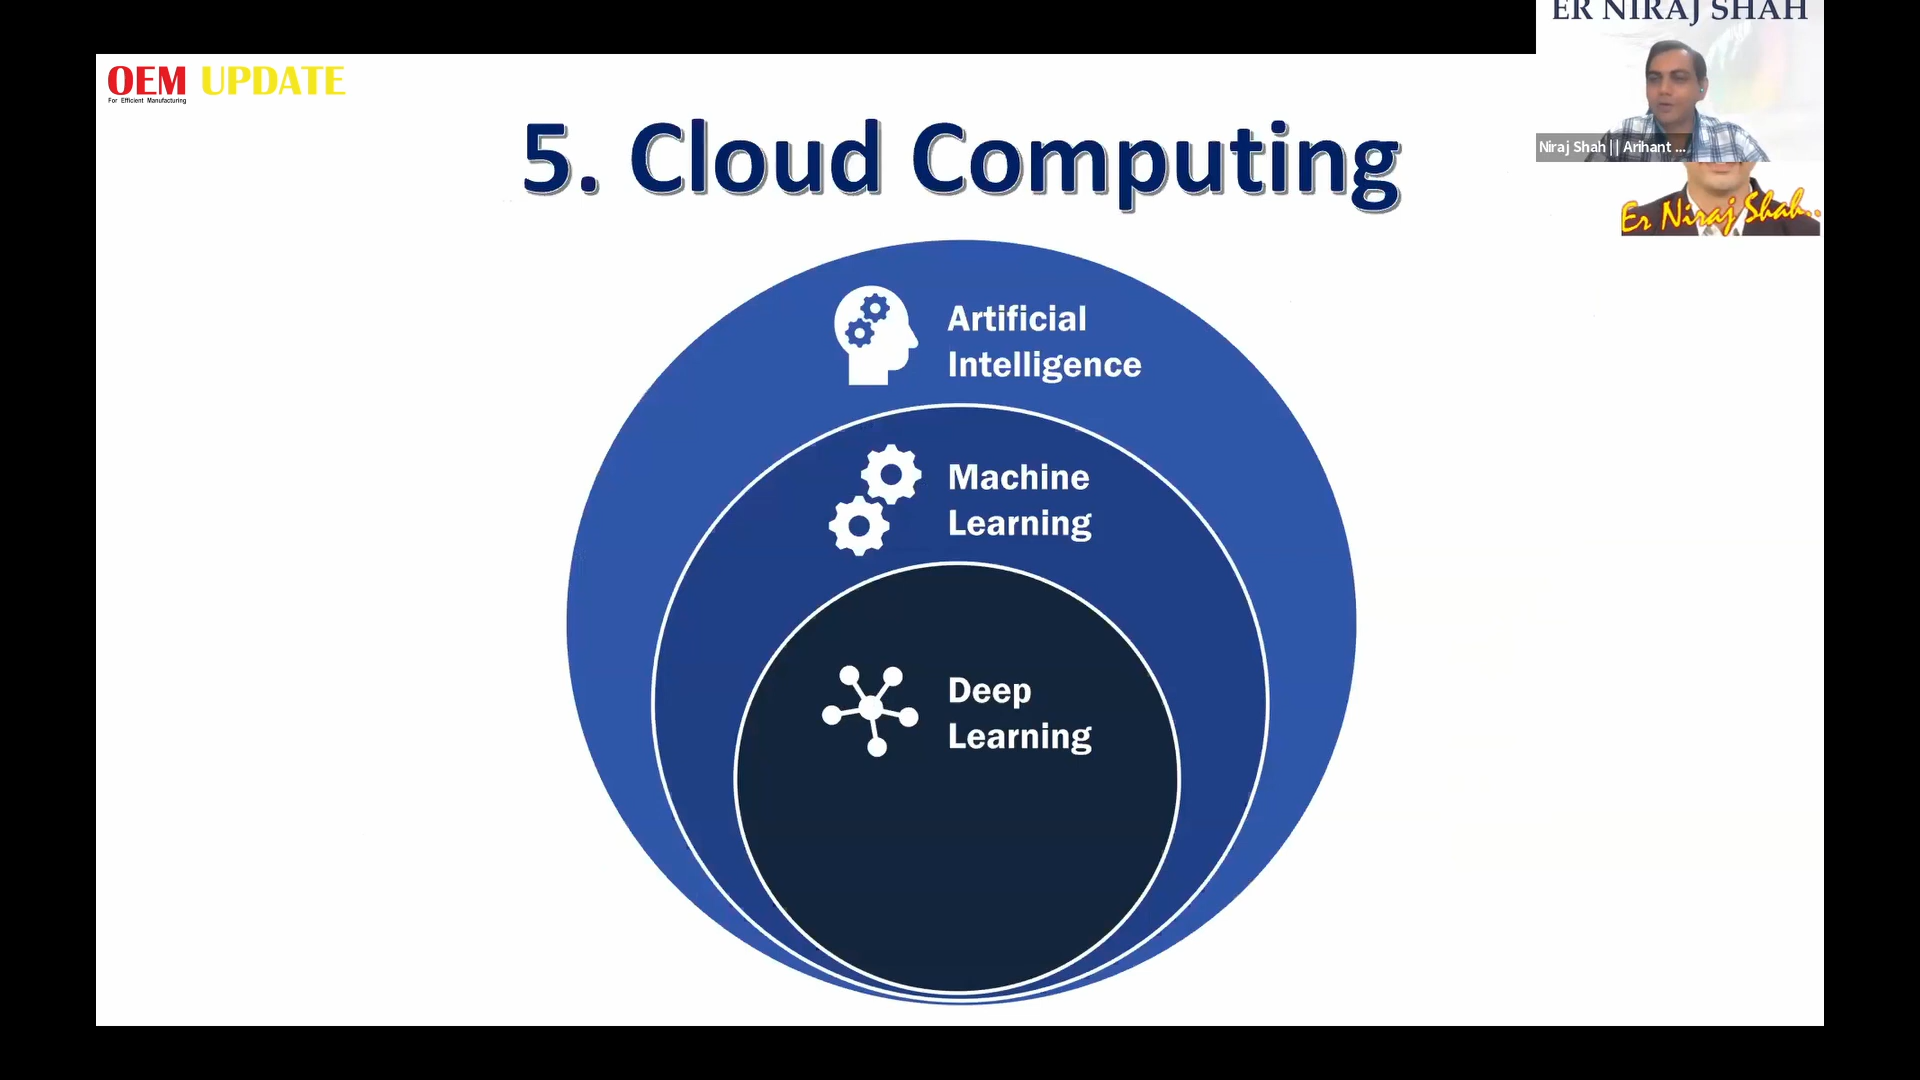 ER NIRAJ SHAH
OEM UPDATE
For Efficient Manufacturing
Niraj Shah || Arihant ...
5. Cloud Computing
Er Niraj Shah..
Artificial
Intelligence
Machine
Learning
Deep
Learning